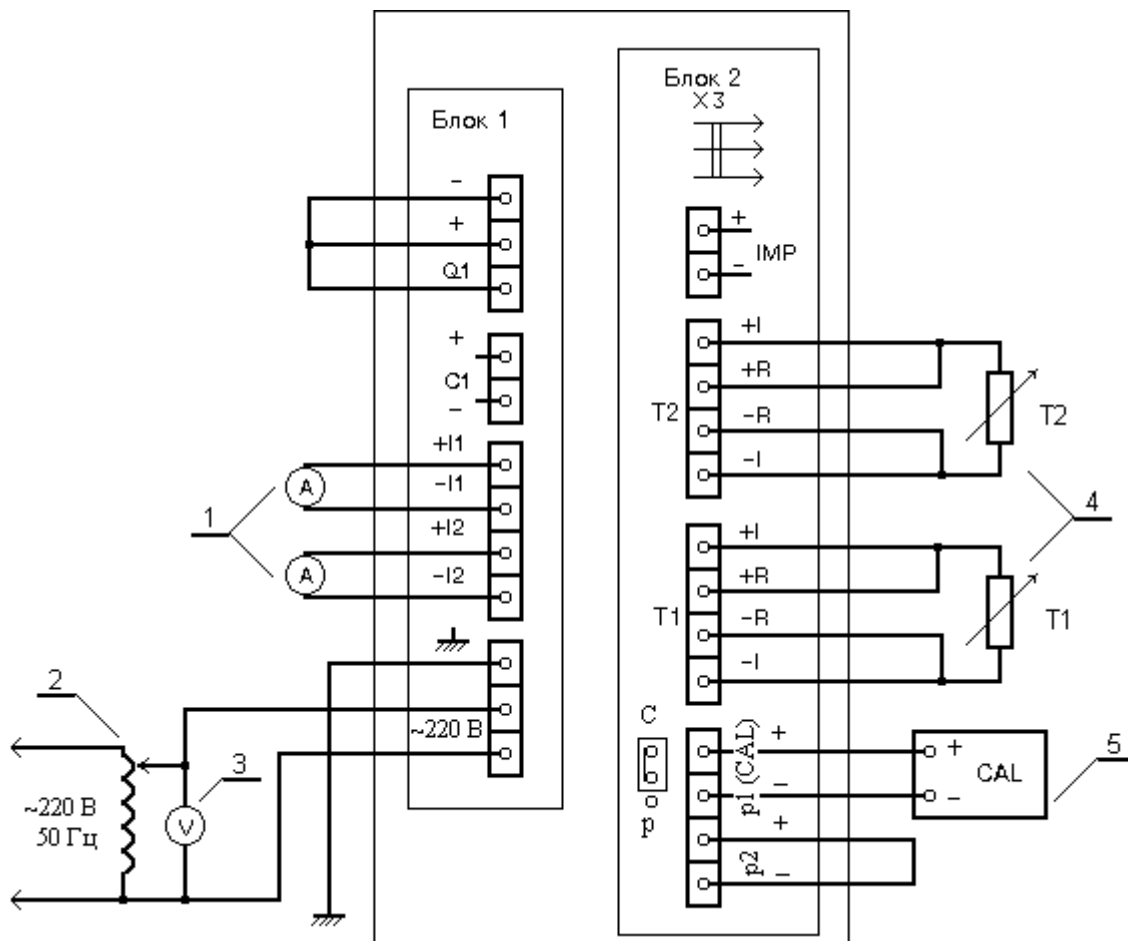 Блок 1
-
+
Q1
+
C1
-
+I1
-I1
+I2
-I2
~220 В
A
A
1
2
3
~220 В
50 Гц
V
Блок 2
X3
+
IMP
-
+I
+R
T2
-R
-I
T2
4
+I
+R
T1
-R
-I
T1
C
p
p1 (CAL)
+
-
+
CAL
-
5
p2
+
-